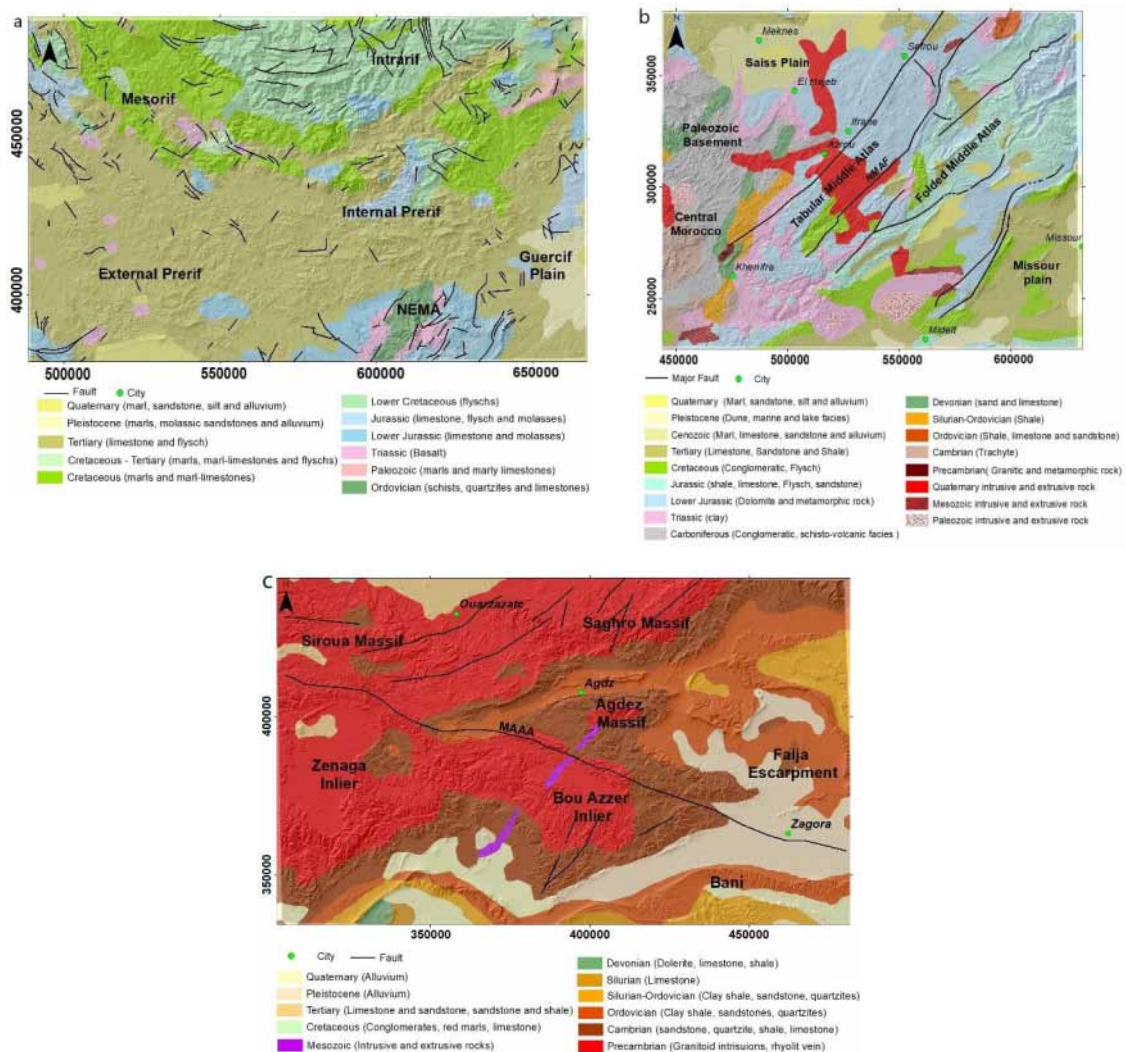 a
N
Intrarif
Mesorif
450000
Internal Prerif
External Prerif
Guercif
Plain
400000
NEMA
500000 550000 600000 650000
Fault City
Quaternary (marl, sandstone, silt and alluvium)
Pleistocene (marls, molassic sandstones and alluvium)
Tertiary (limestone and flysch)
Cretaceous - Tertiary (marls, marl-limestones and flyschs)
Cretaceous (marls and marl-limestones)
Lower Cretaceous (flyschs)
Jurassic (limestone, flysch and molasses)
Lower Jurassic (limestone and molasses)
Triassic (Basalt)
Paleozoic (marls and marly limestones)
Ordovician (schists, quartzites and limestones)
b
N
Meknes
Saiss Plain
Sefrou
350000
El Hajeb
Ifrane
Paleozoic
Basement
Azrou
Tabular Middle Atlas
NMAF
Folded Middle Atlas
300000
Central
Morocco
Missour
Khenifra
Missour
plain
250000
Midelt
450000 500000 550000 600000
Major Fault City
Quaternary (Marl, sandstone, silt and alluvium)
Pleistocene (Dune, marine and lake facies)
Cenozoic (Marl, limestone, sandstone and alluvium)
Tertiary (Limestone, Sandstone and Shale)
Cretaceous (Conglomeratic, Flysch)
Jurassic (shale, limestone, Flysch, sandstone)
Lower Jurassic (Dolomite and metamorphic rock)
Triassic (clay)
Carboniferous (Conglomeratic, schisto-volcanic facies )
Devonian (sand and limestone)
Silurian-Ordovician (Shale)
Ordovician (Shale, limestone and sandstone)
Cambrian (Trachyte)
Precambrian( Granitic and metamorphic rock)
Quaternary intrusive and extrusive rock
Mesozoic intrusive and extrusive rock
Paleozoic intrusive and extrusive rock
C
Ouarzazate
Siroua Massif
Saghro Massif
Agdz
Agdez
Massif
400000
MAAA
Zenaga
Inlier
Faija
Escarpment
Bou Azzer
Inlier
Zagora
350000
Bani
350000 400000 450000
City Fault
Quaternary (Alluvium)
Pleistocene (Alluvium)
Tertiary (Limestone and sandstone, sandstone and shale)
Cretaceous (Conglomerates, red marls, limestone)
Mesozoic (Intrusive and extrusive rocks)
Devonian (Dolerite, limestone, shale)
Silurian (Limestone)
Silurian-Ordovician (Clay shale, sandstone, quartzites)
Ordovician (Clay shale, sandstones, quartzites)
Cambrian (sandstone, quartzite, shale, limestone)
Precambrian (Granitoid intrisuions, rhyolit vein)